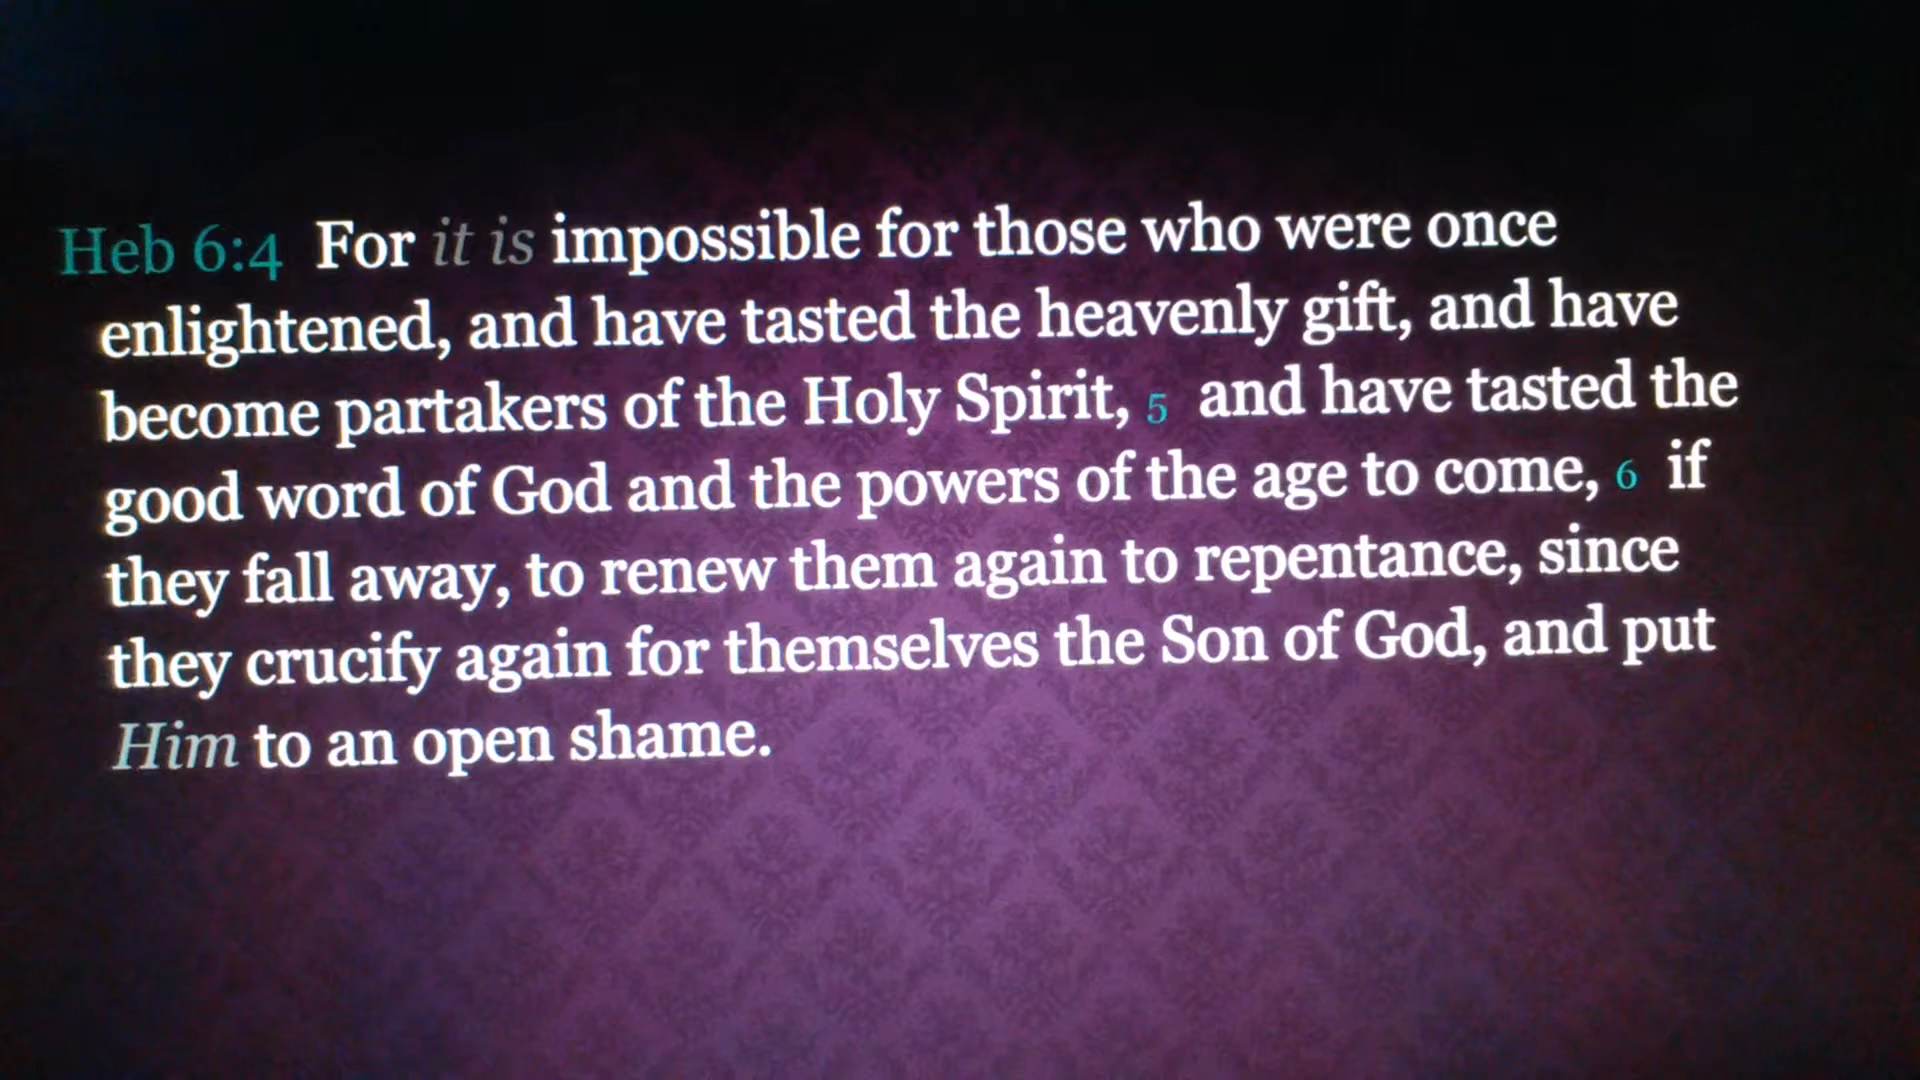 Heb 6:4 For it is impossible for those who were once
enlightened, and have tasted the heavenly gift, and have
become partakers of the Holy Spirit, 5 and have tasted the
good word of God and the powers of the age to come, 6 if
they fall away, to renew them again to repentance, since
they crucify again for themselves the Son of God, and put
Him to an open shame.